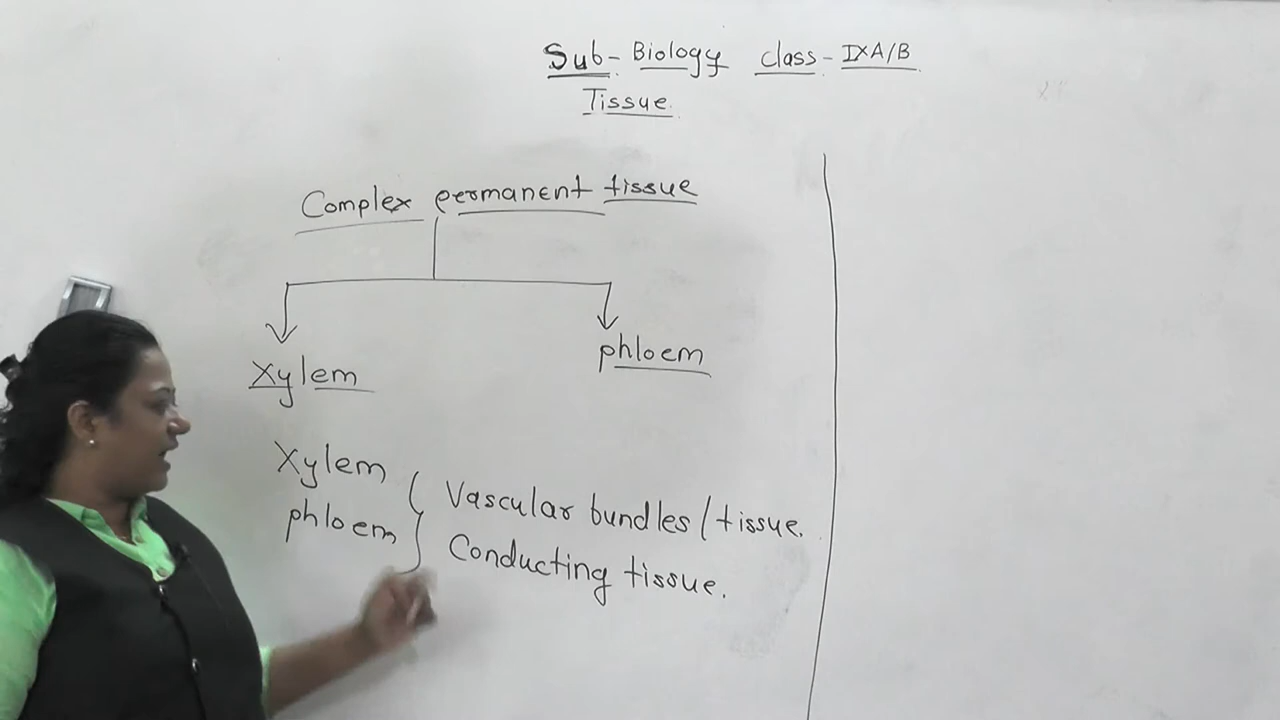 Sub- Biology class- IXA/B
Tissue
Complex permanent tissue
Xylem
phloem
Xylem
phloem
Vascular bundles/tissue.
Conducting tissue.